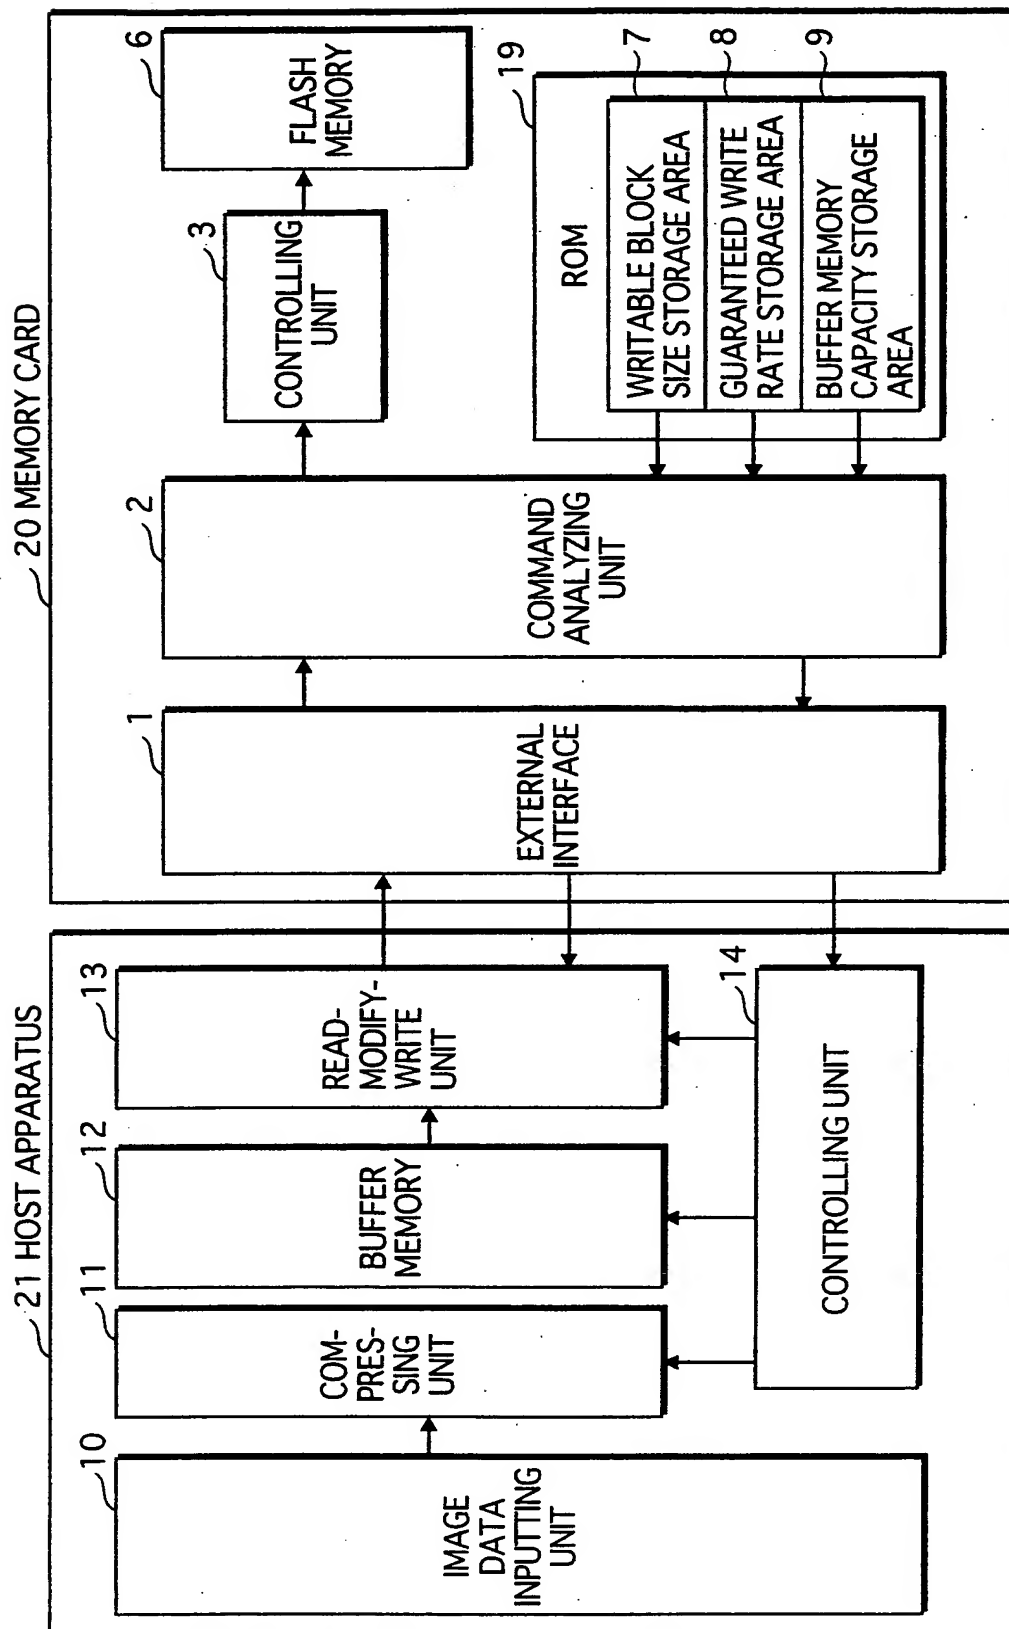 21 HOST APPARATUS
10
IMAGE
DATA
INPUTTING
UNIT
11
COM-
PRES-
SING
UNIT
12
BUFFER
MEMORY
13
READ-
MODIFY-
WRITE
UNIT
14
CONTROLLING UNIT
20 MEMORY CARD
1
EXTERNAL
INTERFACE
2
COMMAND
ANALYZING
UNIT
3
CONTROLLING
UNIT
6
FLASH
MEMORY
19
ROM
7
WRITABLE BLOCK
SIZE STORAGE AREA
8
GUARANTEED WRITE
RATE STORAGE AREA
9
BUFFER MEMORY
CAPACITY STORAGE
AREA